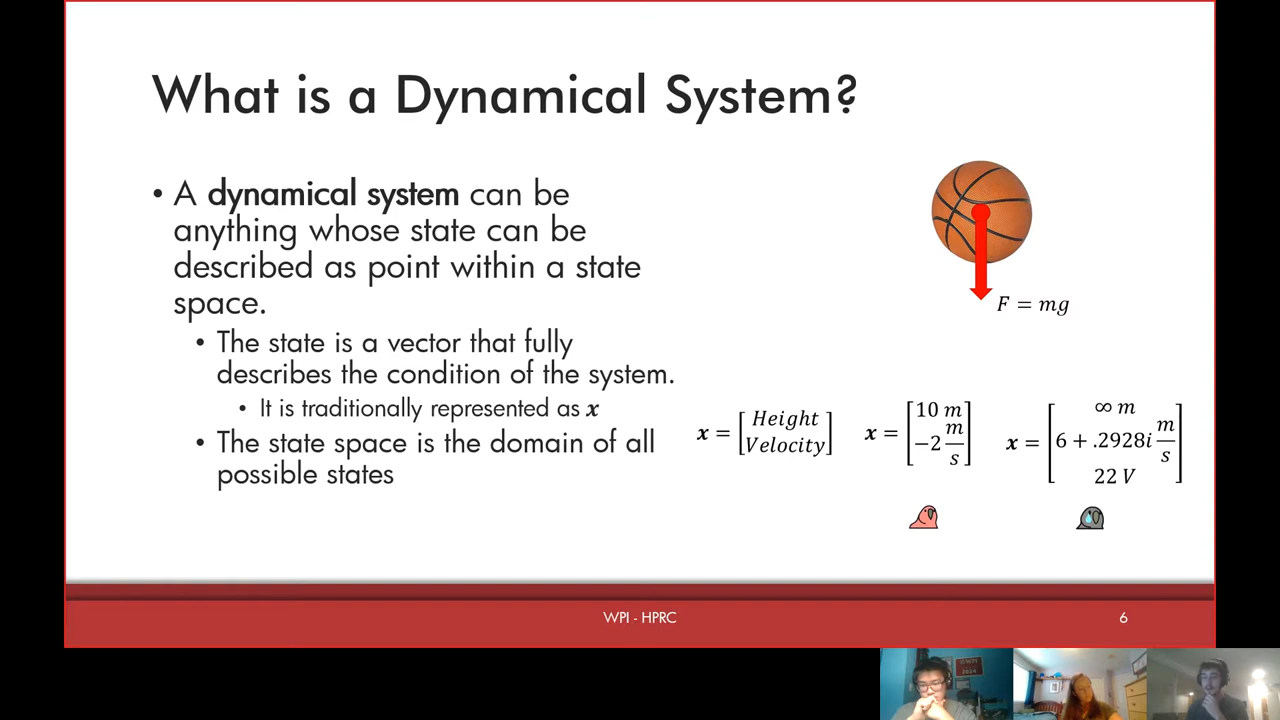 What is a Dynamical System?
• A dynamical system can be
anything whose state can be
described as point within a state
space.
• The state is a vector that fully
describes the condition of the system.
• It is traditionally represented as x
• The state space is the domain of all
possible states
F = mg
x = [Height
Velocity]
x = [10 m
−2 m/s]
x = [∞ m
6 + .2928i m/s
22 V]
WPI - HPRC
6
WPI
2024